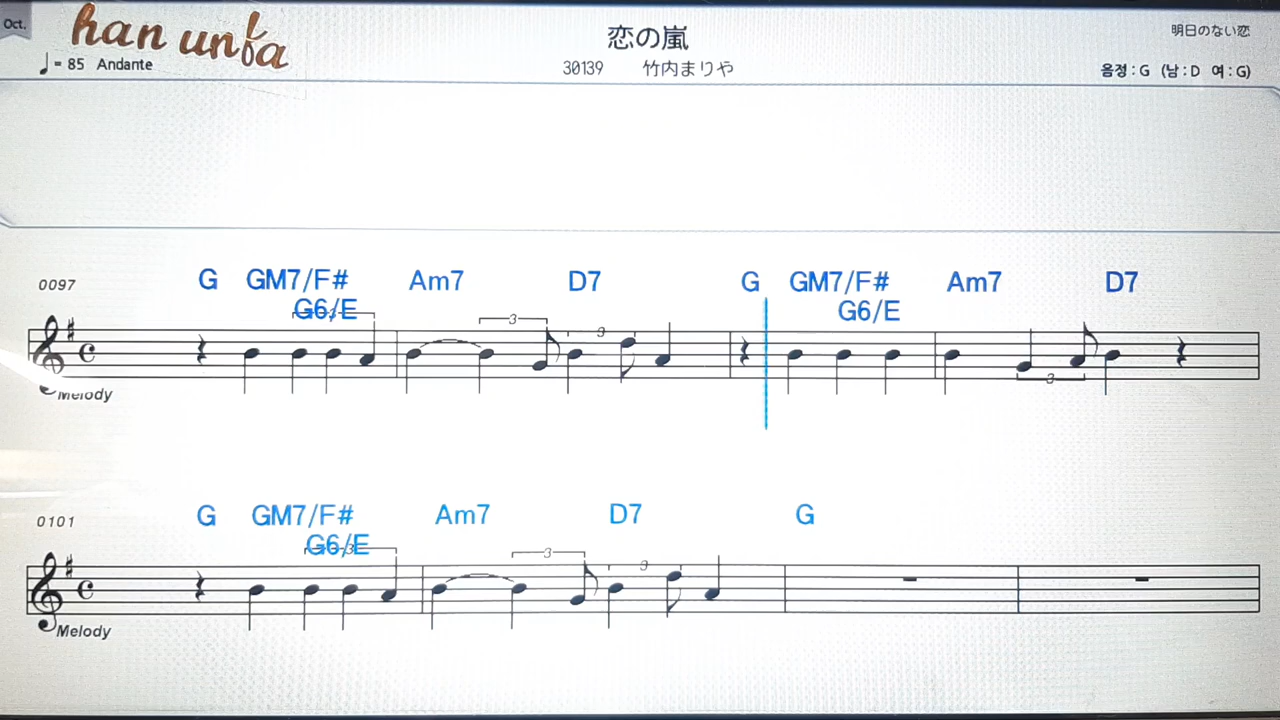 Oct.
han unfa
♩= 85 Andante
恋の嵐
30139 竹内まりや
明日のない恋
음정 : G (남 : D 여 : G)
0097
G GM7/F# Am7 D7 G GM7/F# Am7 D7
G6/E G6/E
3 3 3
3
Melody
0101
G GM7/F# Am7 D7 G
G6/E
3 3 3
Melody